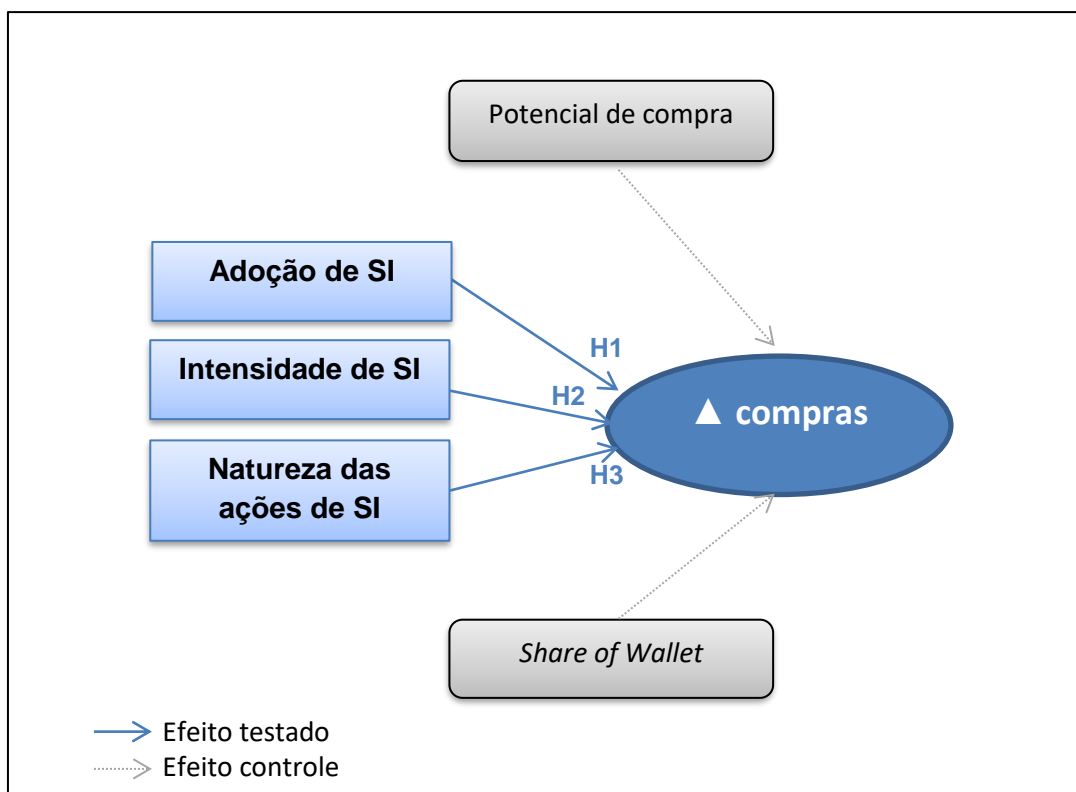 Potencial de compra
Adoção de SI
H1
Intensidade de SI
H2
▲ compras
Natureza das
ações de SI
H3
Share of Wallet
Efeito testado
Efeito controle